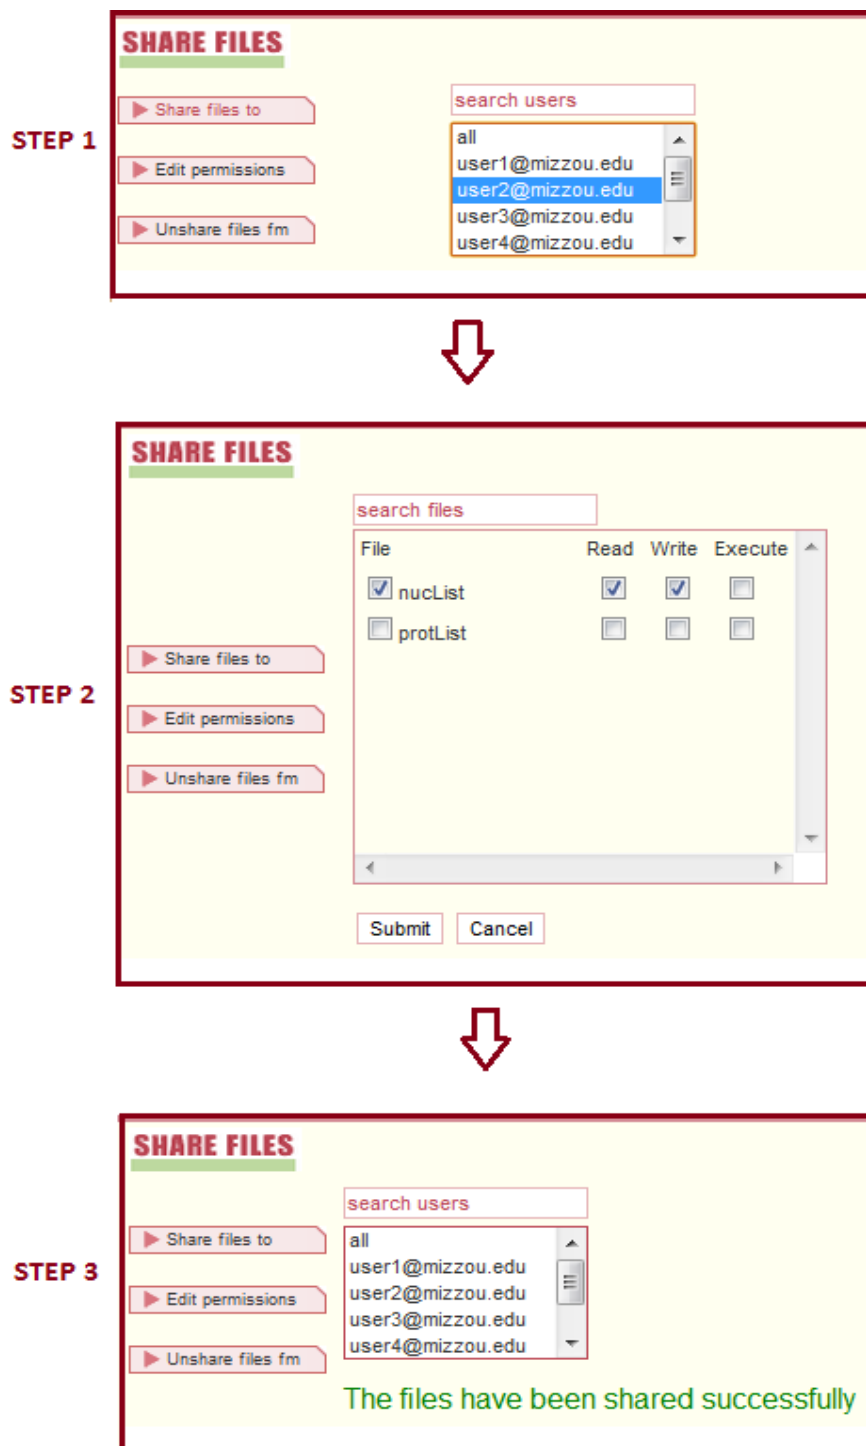 SHARE FILES
search users
STEP 1
Share files to
Edit permissions
Unshare files fm
all
user1@mizzou.edu
user2@mizzou.edu
user3@mizzou.edu
user4@mizzou.edu
SHARE FILES
search files
File Read Write Execute
nucList
protList
STEP 2
Share files to
Edit permissions
Unshare files fm
Submit Cancel
SHARE FILES
search users
STEP 3
Share files to
Edit permissions
Unshare files fm
all
user1@mizzou.edu
user2@mizzou.edu
user3@mizzou.edu
user4@mizzou.edu
The files have been shared successfully